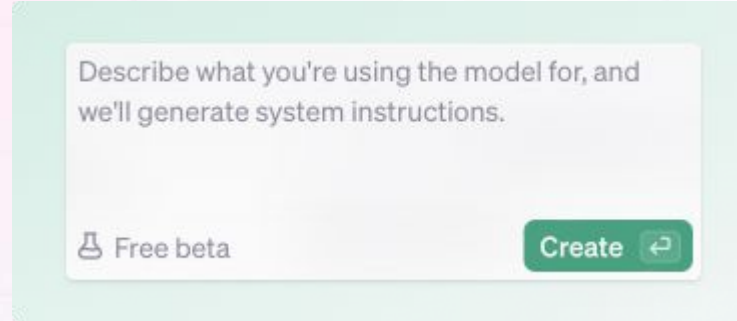 Describe what you're using the model for, and
we'll generate system instructions.
Free beta
Create